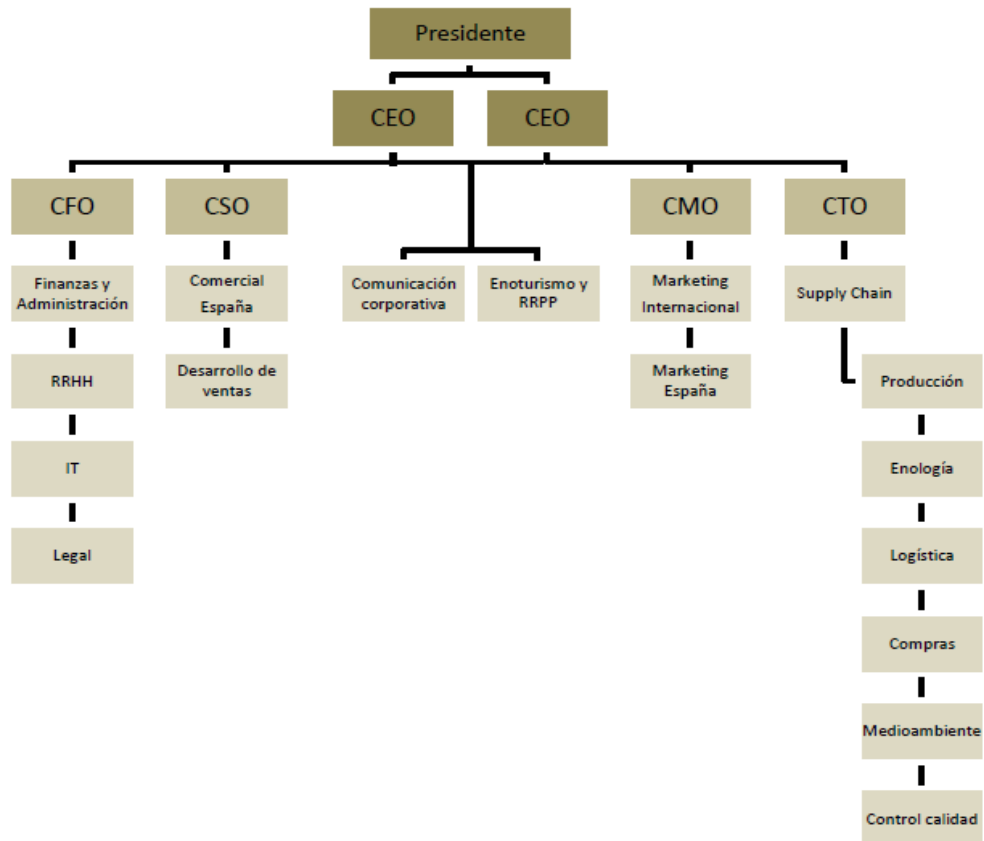 Presidente
CEO
CEO
CFO
CSO
CMO
CTO
Finanzas y
Administración
Comercial
España
Comunicación
corporativa
Enoturismo y
RRPP
Marketing
Internacional
Supply Chain
RRHH
Desarrollo de
ventas
Marketing
España
Producción
IT
Enología
Legal
Logística
Compras
Medioambiente
Control calidad